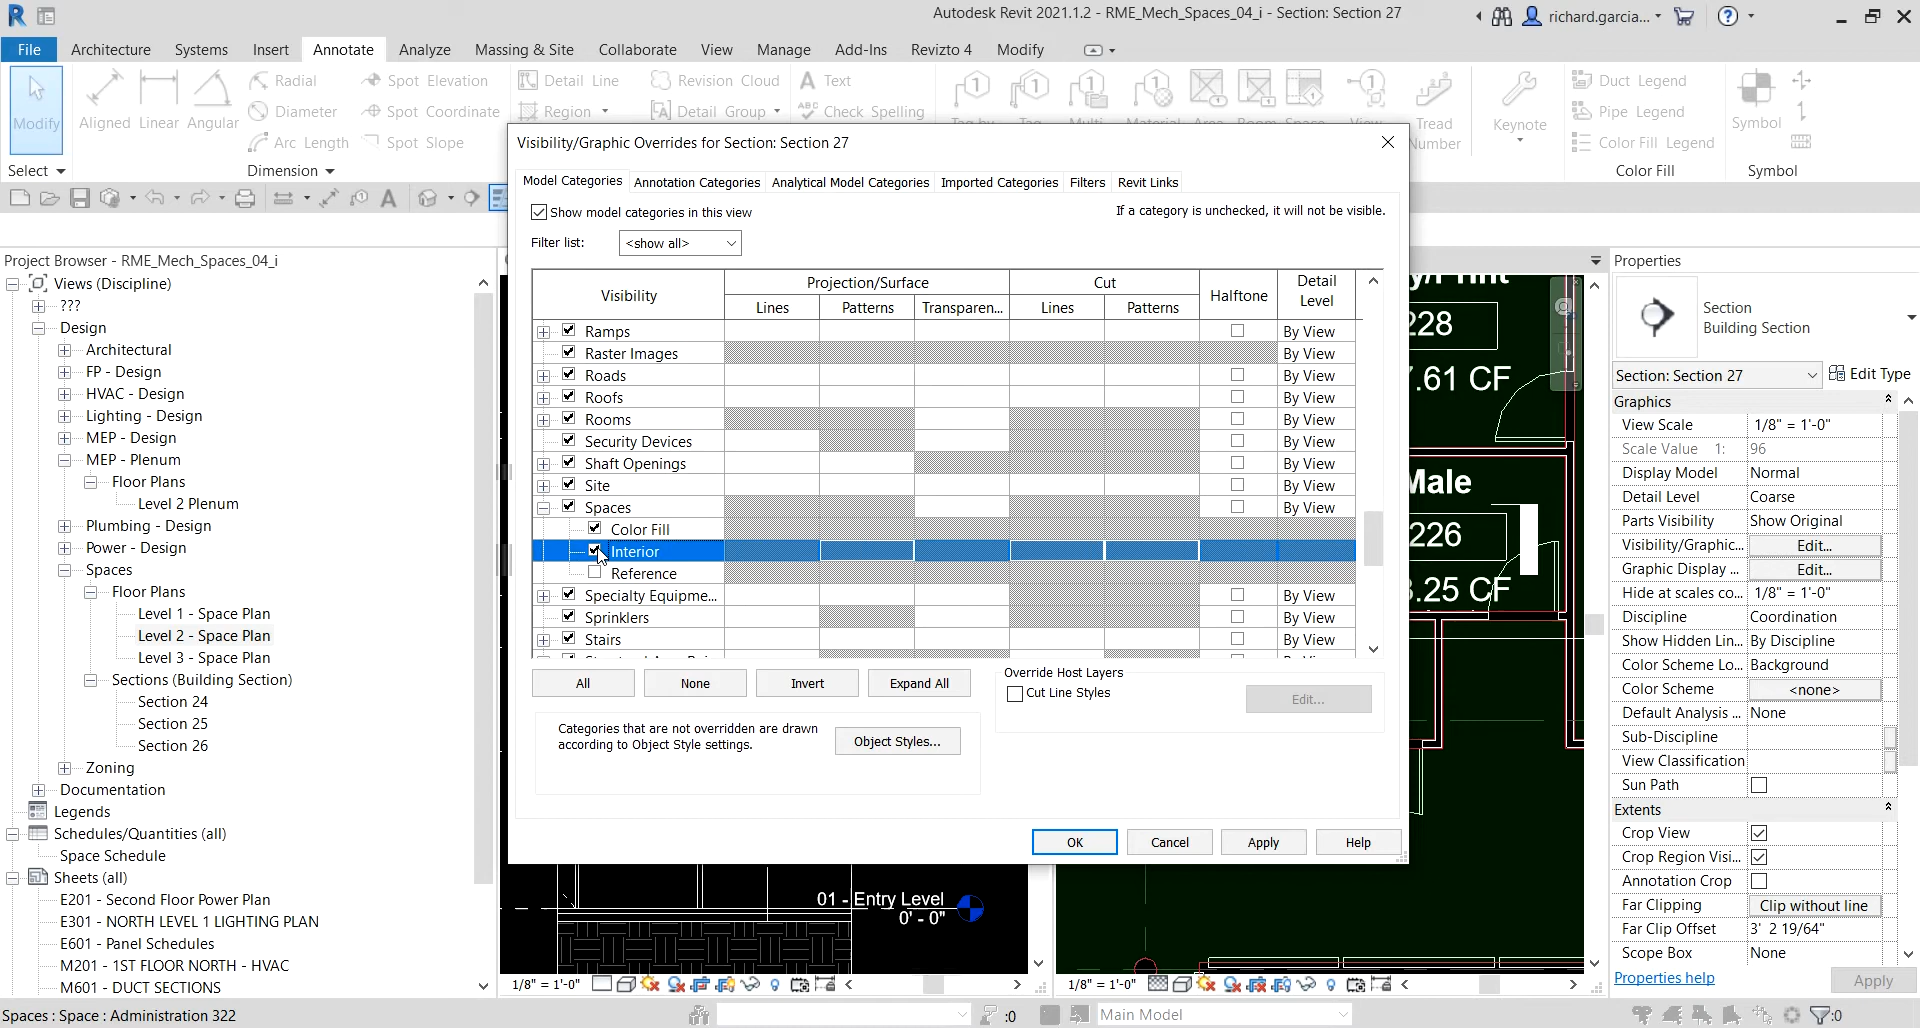 Autodesk Revit 2021.1.2 - RME_Mech_Spaces_04_i - Section: Section 27
richard.garcia...
File Architecture Systems Insert Annotate Analyze Massing & Site Collaborate View Manage Add-Ins Revizto 4 Modify
Radial Spot Elevation Detail Line Revision Cloud Text Duct Legend
Diameter Spot Coordinate Region Detail Group Check Spelling Pipe Legend
Modify Aligned Linear Angular Tread Number Keynote Symbol
Arc Length Spot Slope Color Fill Legend
Select Dimension Color Fill Symbol
Project Browser - RME_Mech_Spaces_04_i
Views (Discipline)
???
Design
Architectural
FP - Design
HVAC - Design
Lighting - Design
MEP - Design
MEP - Plenum
Floor Plans
Level 2 Plenum
Plumbing - Design
Power - Design
Spaces
Floor Plans
Level 1 - Space Plan
Level 2 - Space Plan
Level 3 - Space Plan
Sections (Building Section)
Section 24
Section 25
Section 26
Zoning
Documentation
Legends
Schedules/Quantities (all)
Space Schedule
Sheets (all)
E201 - Second Floor Power Plan
E301 - NORTH LEVEL 1 LIGHTING PLAN
E601 - Panel Schedules
M201 - 1ST FLOOR NORTH - HVAC
M601 - DUCT SECTIONS
Visibility/Graphic Overrides for Section: Section 27
Model Categories Annotation Categories Analytical Model Categories Imported Categories Filters Revit Links
Show model categories in this view If a category is unchecked, it will not be visible.
Filter list: <show all>
Visibility Projection/Surface Cut Halftone Detail Level
Lines Patterns Transparen... Lines Patterns
Ramps By View
Raster Images By View
Roads By View
Roofs By View
Rooms By View
Security Devices By View
Shaft Openings By View
Site By View
Spaces By View
Color Fill
Interior
Reference
Specialty Equipme... By View
Sprinklers By View
Stairs By View
All None Invert Expand All
Override Host Layers
Cut Line Styles Edit...
Categories that are not overridden are drawn
according to Object Style settings.
Object Styles...
OK Cancel Apply Help
228
7.61 CF
Male
226
3.25 CF
01 - Entry Level
0' - 0"
1/8" = 1'-0"
1/8" = 1'-0"
Properties
Section
Building Section
Section: Section 27 Edit Type
Graphics
View Scale 1/8" = 1'-0"
Scale Value 1: 96
Display Model Normal
Detail Level Coarse
Parts Visibility Show Original
Visibility/Graphic... Edit...
Graphic Display ... Edit...
Hide at scales co... 1/8" = 1'-0"
Discipline Coordination
Show Hidden Lin... By Discipline
Color Scheme Lo... Background
Color Scheme <none>
Default Analysis ... None
Sub-Discipline
View Classification
Sun Path
Extents
Crop View
Crop Region Visi...
Annotation Crop
Far Clipping Clip without line
Far Clip Offset 3' 2 19/64"
Scope Box None
Properties help Apply
Spaces : Space : Administration 322
:0
Main Model
:0